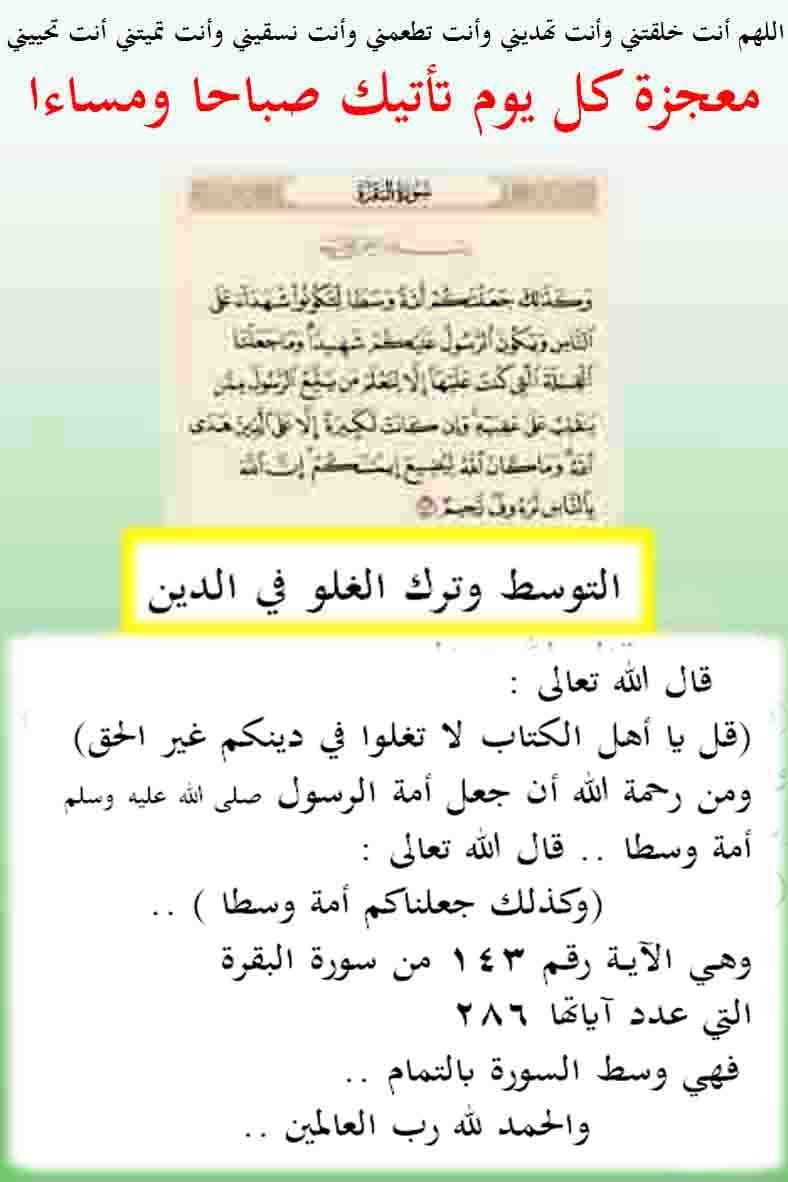 اللهم أنت خلقتني وأنت تهديني وأنت تطعمني وأنت نسقيني وأنت تميتني أنت تحييني
معجزة كل يوم تأتيك صباحا ومساءا
سورة البقرة
وكذلك جعلنكم أمة وسطا لتكونوا شهداء على
الناس ويكون الرسول عليكم شهيدا وما جعلنا
القبلة التي كنت عليها إلا لنعلم من يتبع الرسول ممن
ينقلب على عقبيه وإن كانت لكبيرة إلا على الذين هدى
الله وما كان الله ليضيع إيمنكم إن الله
بالناس لرءوف رحيم
التوسط وترك الغلو في الدين
قال الله تعالى :
(قل يا أهل الكتاب لا تغلوا في دينكم غير الحق)
ومن رحمة الله أن جعل أمة الرسول صلى الله عليه وسلم
أمة وسطا .. قال الله تعالى :
(وكذلك جعلناكم أمة وسطا ) ..
وهي الآية رقم ١٤٣ من سورة البقرة
التي عدد آياتها ٢٨٦
فهي وسط السورة بالتمام ..
والحمد لله رب العالمين ..